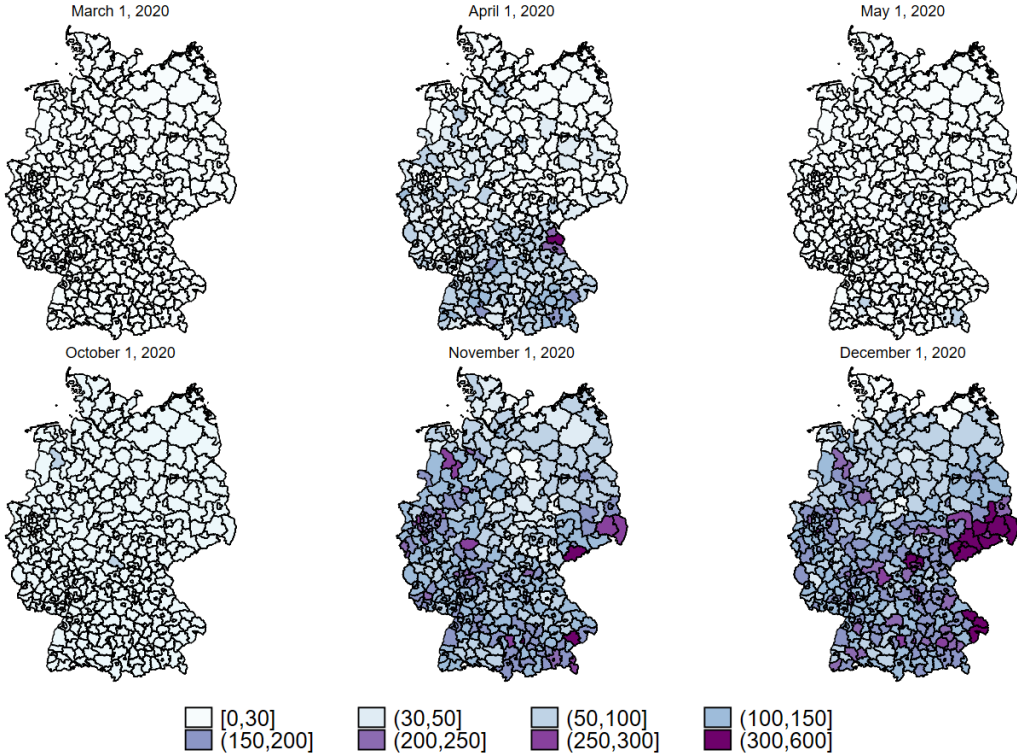 March 1, 2020
April 1, 2020
May 1, 2020
October 1, 2020
November 1, 2020
December 1, 2020
[0,30]
(30,50]
(50,100]
(100,150]
(150,200]
(200,250]
(250,300]
(300,600]